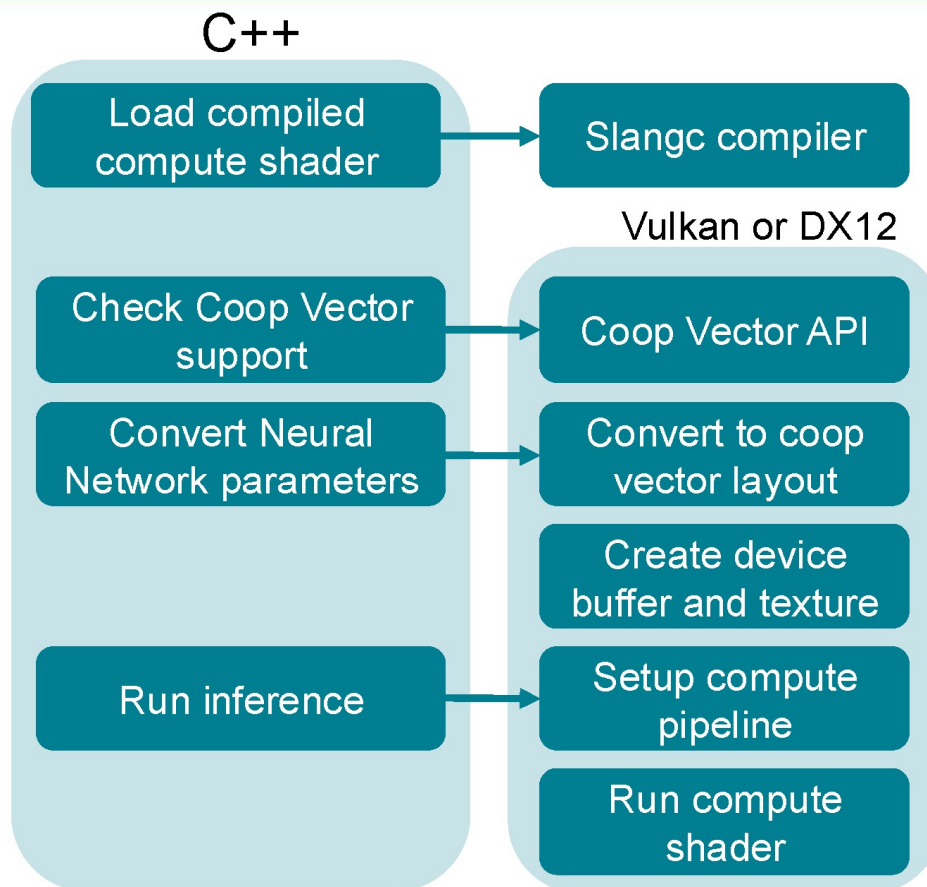 C++
Load compiled
compute shader
Slangc compiler
Vulkan or DX12
Check Coop Vector
support
Coop Vector API
Convert Neural
Network parameters
Convert to coop
vector layout
Create device
buffer and texture
Run inference
Setup compute
pipeline
Run compute
shader